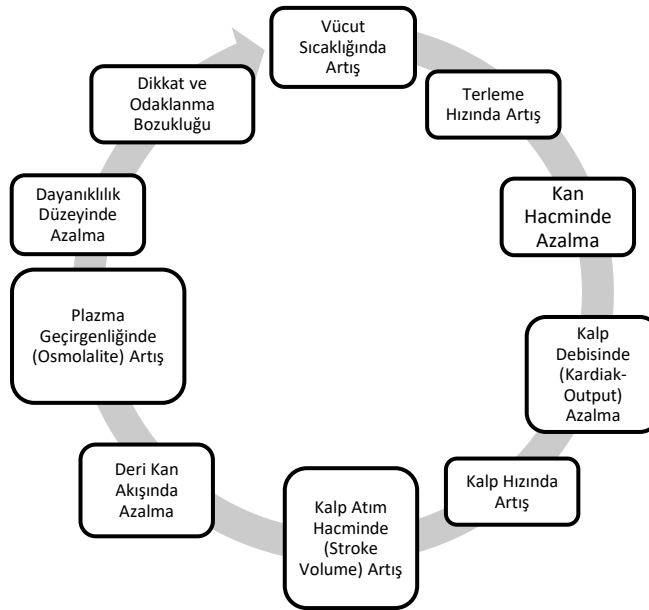 Vücut
Sıcaklığında
Artış
Terleme
Hızında Artış
Kan
Hacminde
Azalma
Kalp
Debisinde
(Kardiak-
Output)
Azalma
Kalp Hızında
Artış
Kalp Atım
Hacminde
(Stroke
Volume) Artış
Deri Kan
Akışında
Azalma
Plazma
Geçirgenliğinde
(Osmolalite) Artış
Dayanıklılık
Düzeyinde
Azalma
Dikkat ve
Odaklanma
Bozukluğu